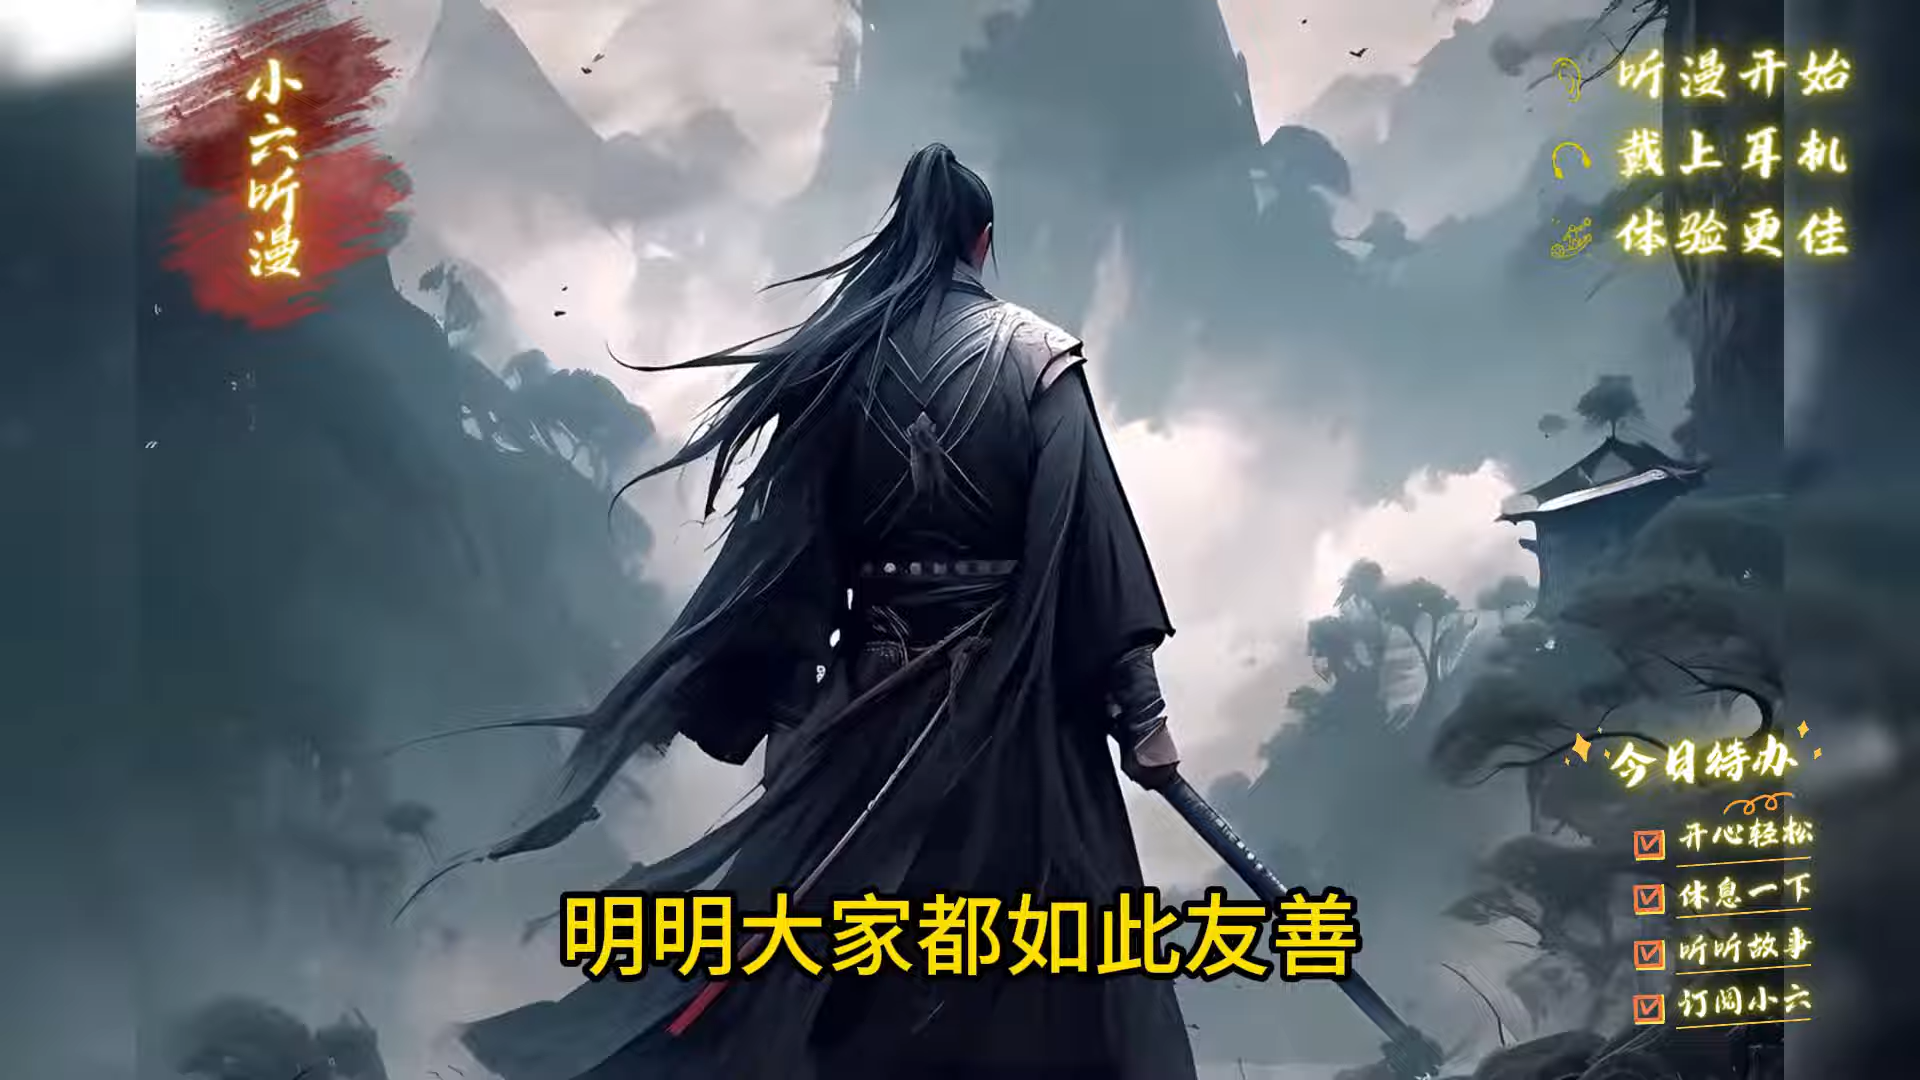 小六听漫
听漫开始
戴上耳机
体验更佳
今日待办
开心轻松
休息一下
听听故事
订阅小六
明明大家都如此友善